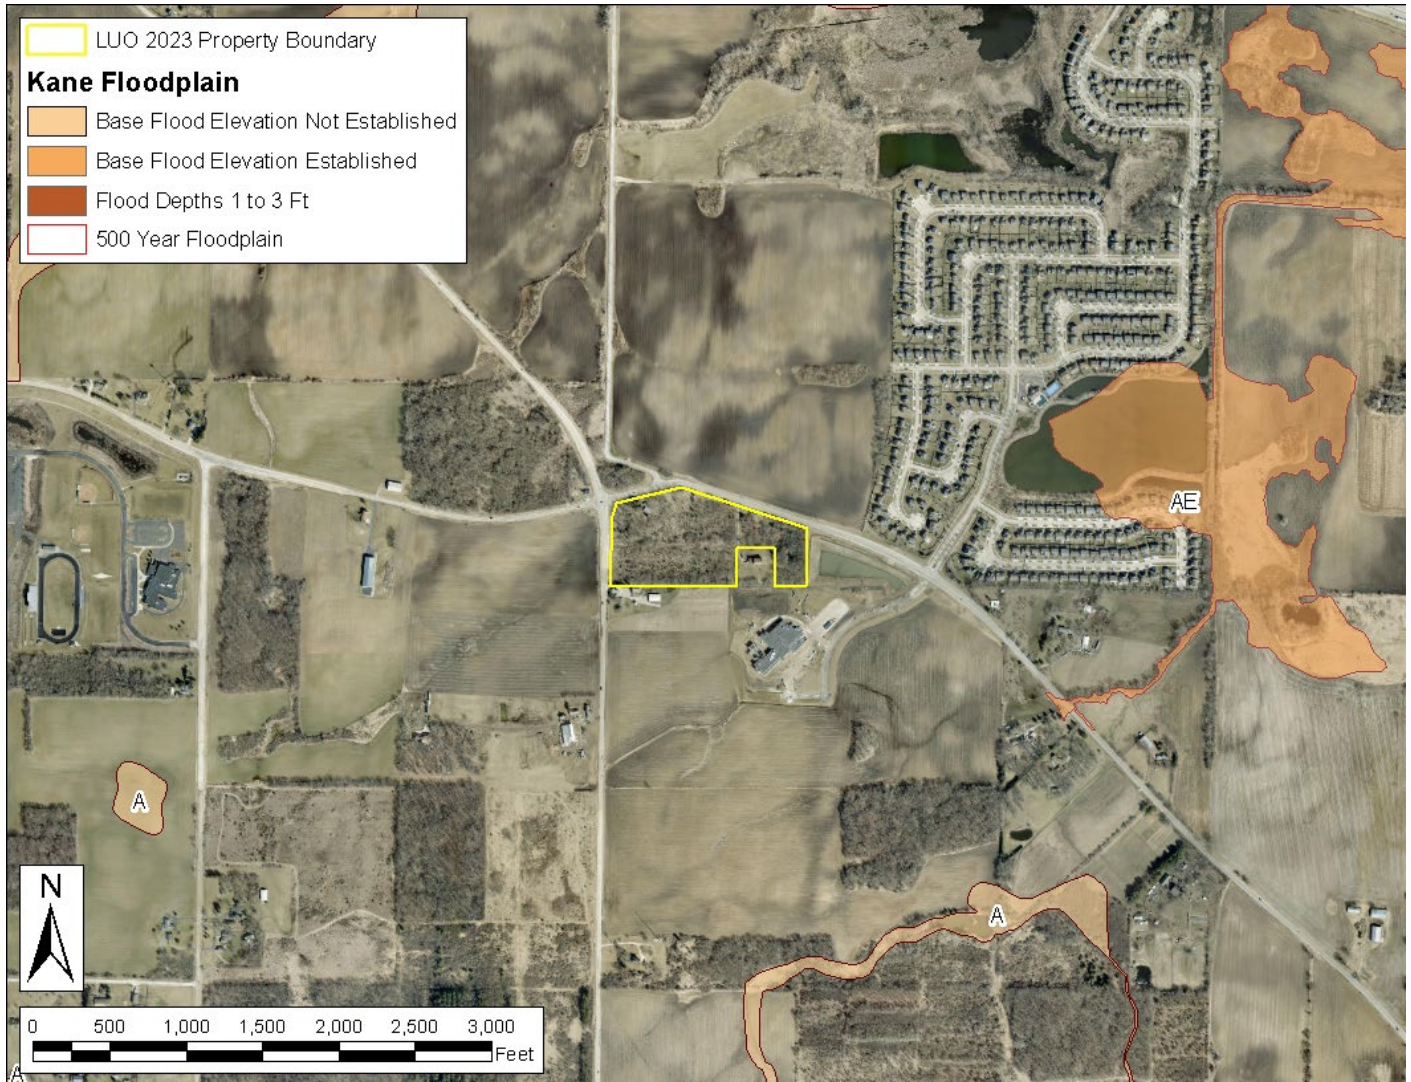 LUO 2023 Property Boundary
Kane Floodplain
Base Flood Elevation Not Established
Base Flood Elevation Established
Flood Depths 1 to 3 Ft
500 Year Floodplain
AE
A
A
N
0 500 1,000 1,500 2,000 2,500 3,000
Feet
A